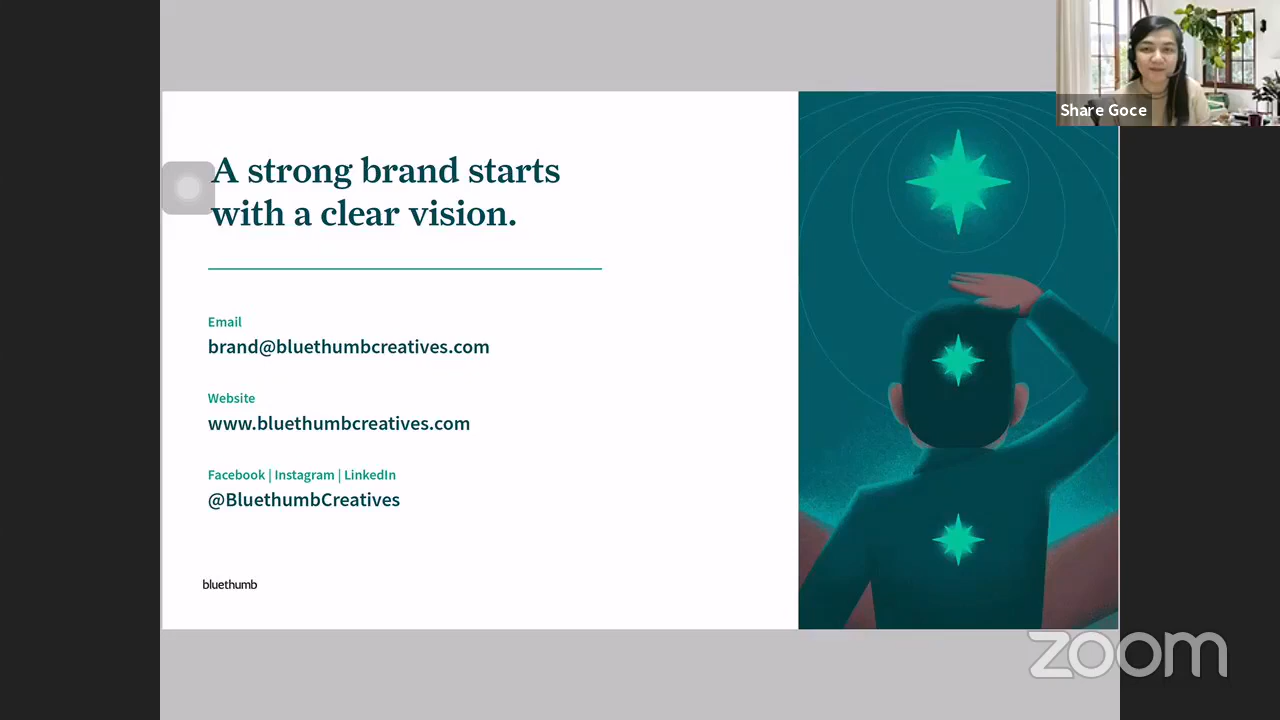 Share Goce
A strong brand starts
with a clear vision.
Email
brand@bluethumbcreatives.com
Website
www.bluethumbcreatives.com
Facebook | Instagram | LinkedIn
@BluethumbCreatives
bluethumb
zoom